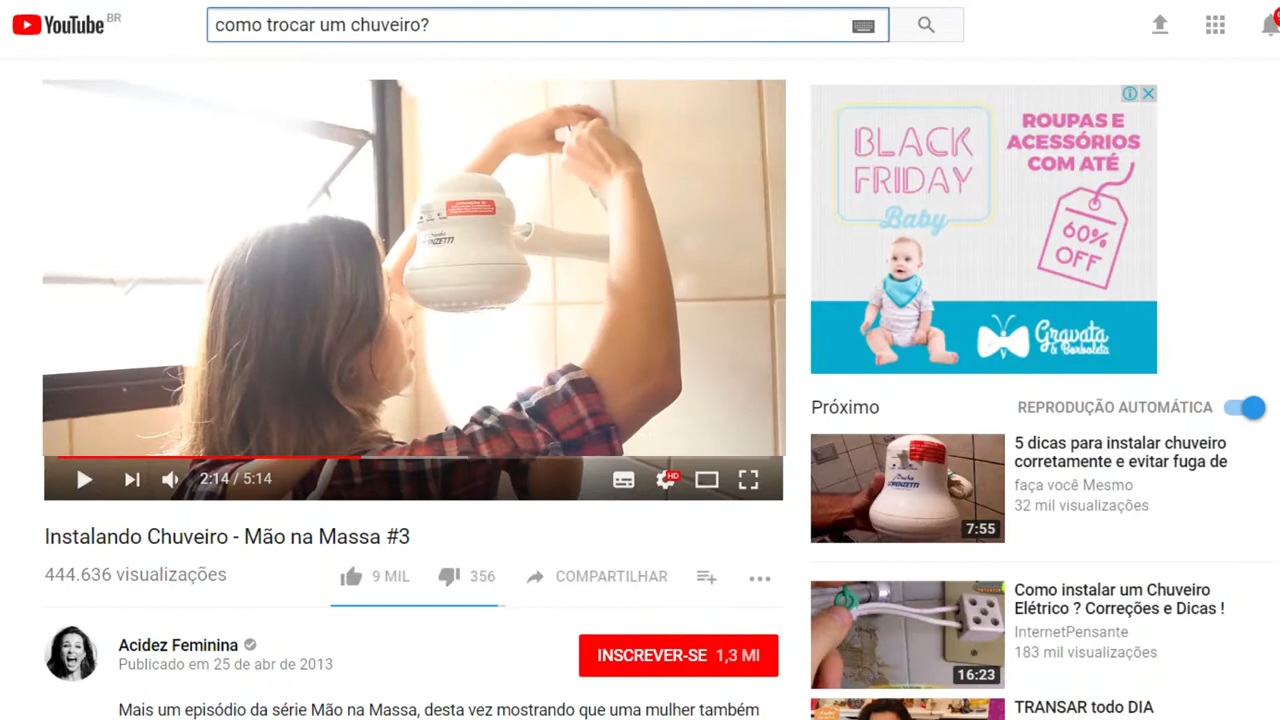 YouTube BR
como trocar um chuveiro?
LORENZETTI
2:14 / 5:14
HD
Instalando Chuveiro - Mão na Massa #3
444.636 visualizações
9 MIL
356
COMPARTILHAR
Acidez Feminina
Publicado em 25 de abr de 2013
INSCREVER-SE 1,3 MI
Mais um episódio da série Mão na Massa, desta vez mostrando que uma mulher também
BLACK
FRIDAY
Baby
ROUPAS E
ACESSÓRIOS
COM ATÉ
60%
OFF
Gravata
& Borboleta
Próximo
REPRODUÇÃO AUTOMÁTICA
Ducha
LORENZETTI
7:55
5 dicas para instalar chuveiro
corretamente e evitar fuga de
faça você Mesmo
32 mil visualizações
16:23
Como instalar um Chuveiro
Elétrico ? Correções e Dicas !
InternetPensante
183 mil visualizações
TRANSAR todo DIA